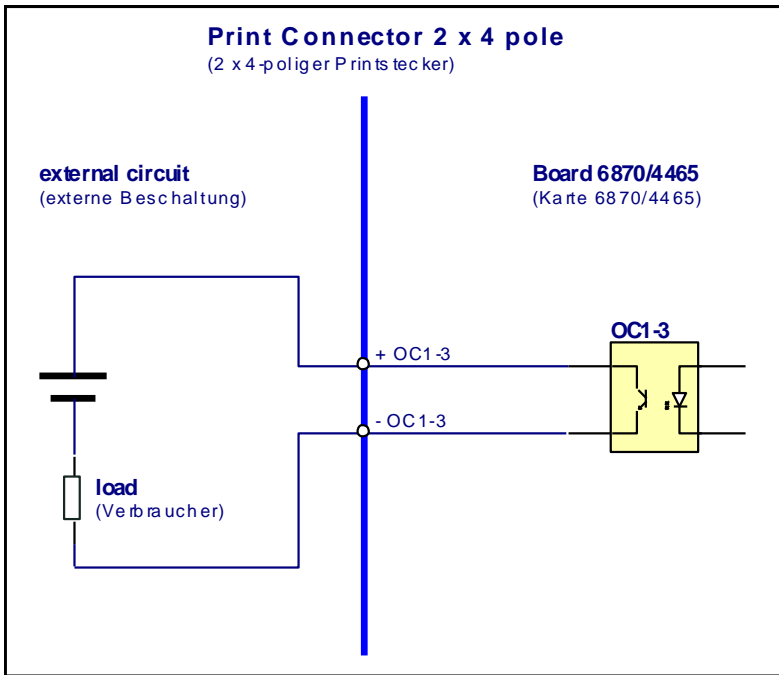 Print Connector 2 x 4 pole
(2 x 4-poliger Printstecker)
external circuit
(externe Beschaltung)
Board 6870/4465
(Karte 6870/4465)
OC1-3
+ OC1-3
- OC1-3
load
(Verbraucher)